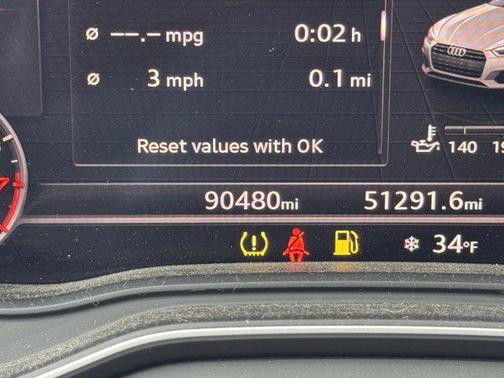 ⌀ --.- mpg 0:02 h
⌀ 3 mph 0.1 mi
Reset values with OK
140
90480mi 51291.6mi
34°F